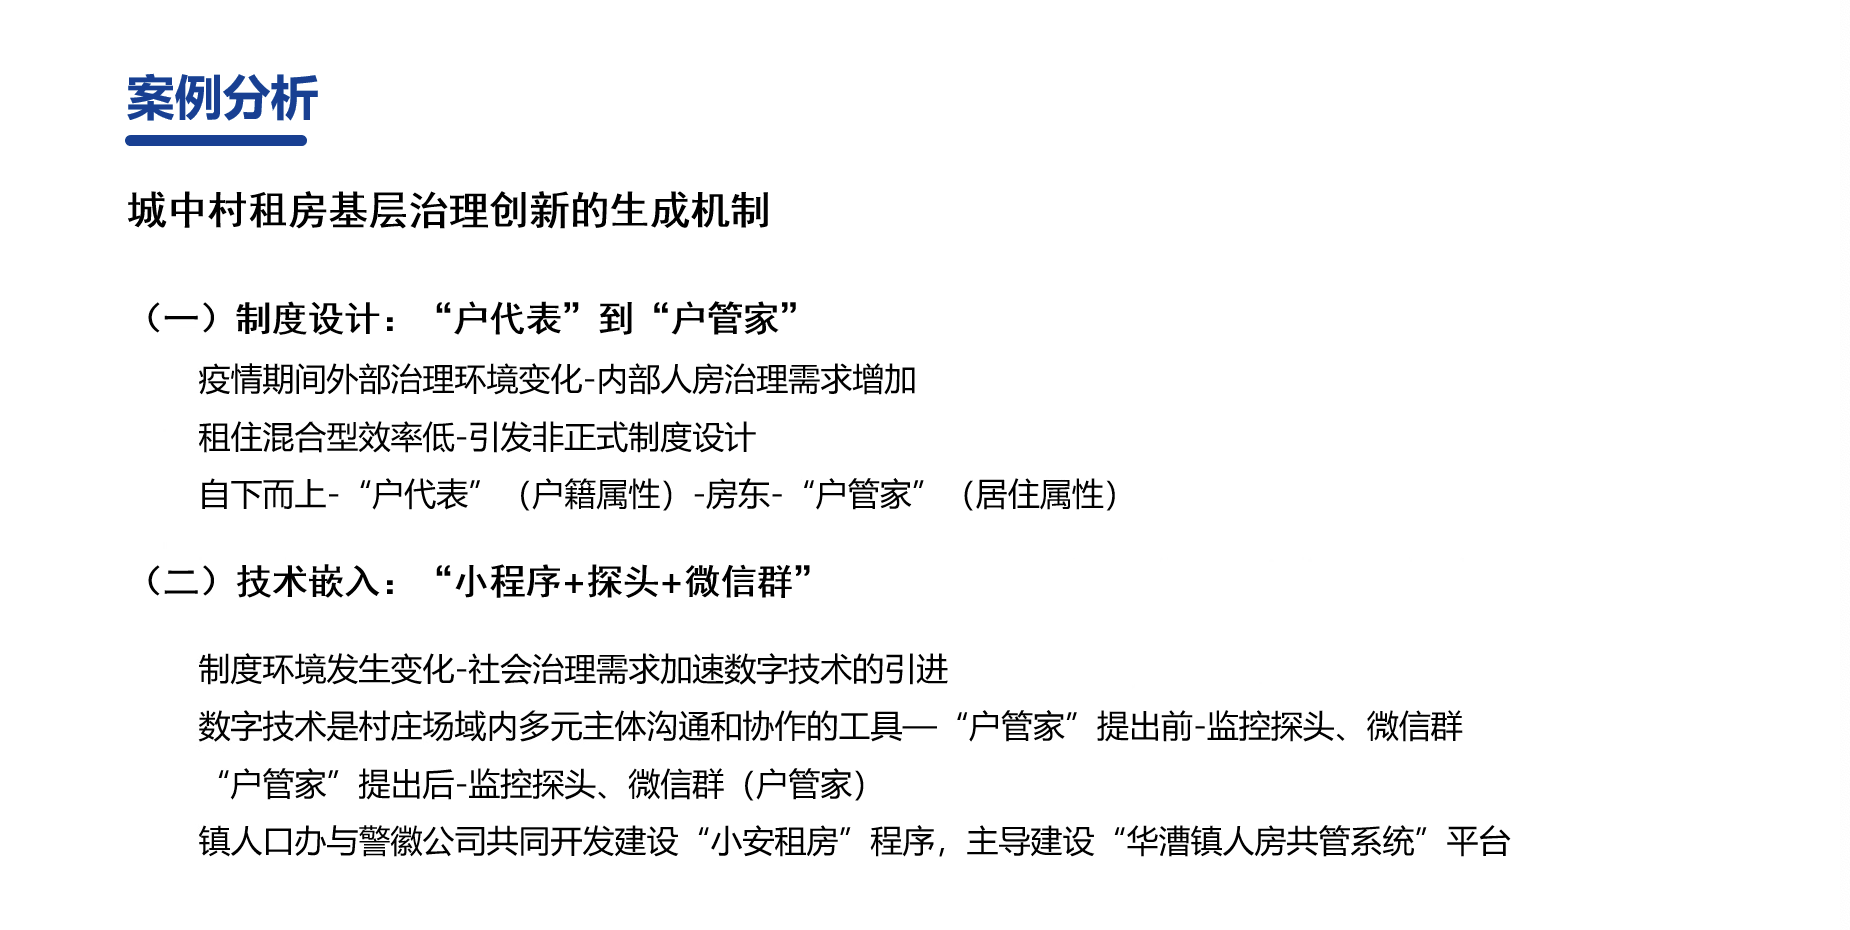 案例分析
城中村租房基层治理创新的生成机制
（一）制度设计：“户代表”到“户管家”
疫情期间外部治理环境变化-内部人房治理需求增加
租住混合型效率低-引发非正式制度设计
自下而上-“户代表”（户籍属性）-房东-“户管家”（居住属性）
（二）技术嵌入：“小程序+探头+微信群”
制度环境发生变化-社会治理需求加速数字技术的引进
数字技术是村庄场域内多元主体沟通和协作的工具—“户管家”提出前-监控探头、微信群
“户管家”提出后-监控探头、微信群（户管家）
镇人口办与警徽公司共同开发建设“小安租房”程序，主导建设“华漕镇人房共管系统”平台